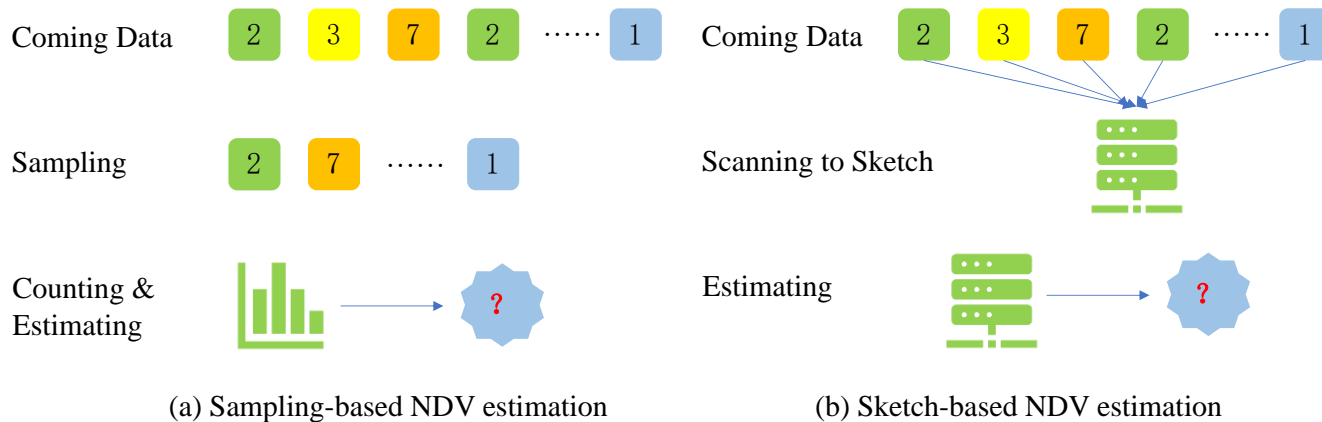 Coming Data 2 3 7 2 ⋯⋯ 1
Sampling 2 7 ⋯⋯ 1
Counting &
Estimating ?
(a) Sampling-based NDV estimation
Coming Data 2 3 7 2 ⋯⋯ 1
Scanning to Sketch
Estimating ?
(b) Sketch-based NDV estimation